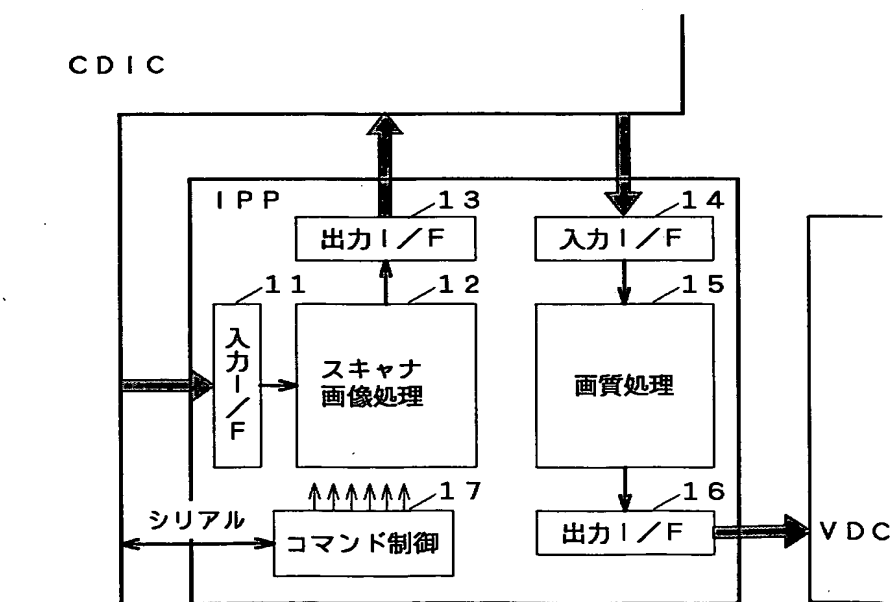 CDIC
IPP
13
出力I/F
14
入力I/F
11
入力I/F
12
スキャナ
画像処理
15
画質処理
17
コマンド制御
シリアル
16
出力I/F
VDC